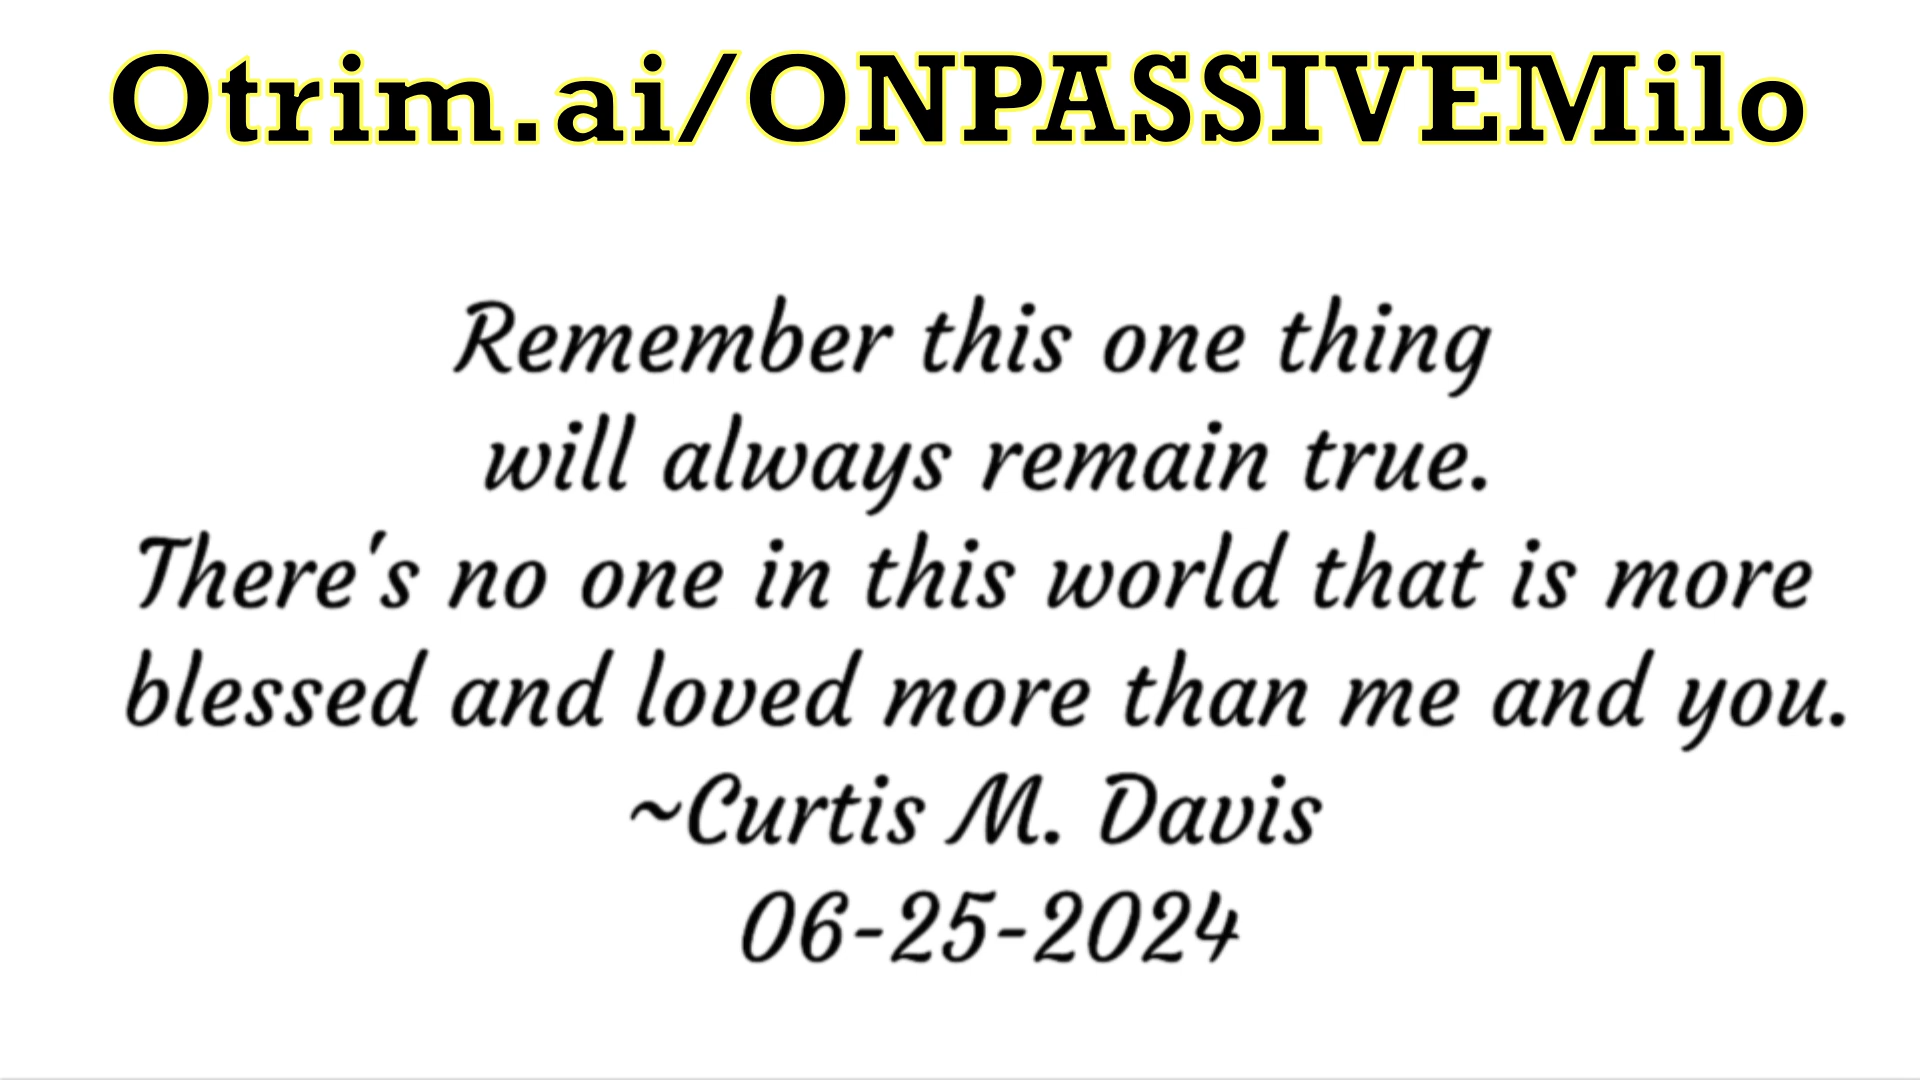 Otrim.ai/ONPASSIVEMilo
Remember this one thing
will always remain true.
There's no one in this world that is more
blessed and loved more than me and you.
~Curtis M. Davis
06-25-2024